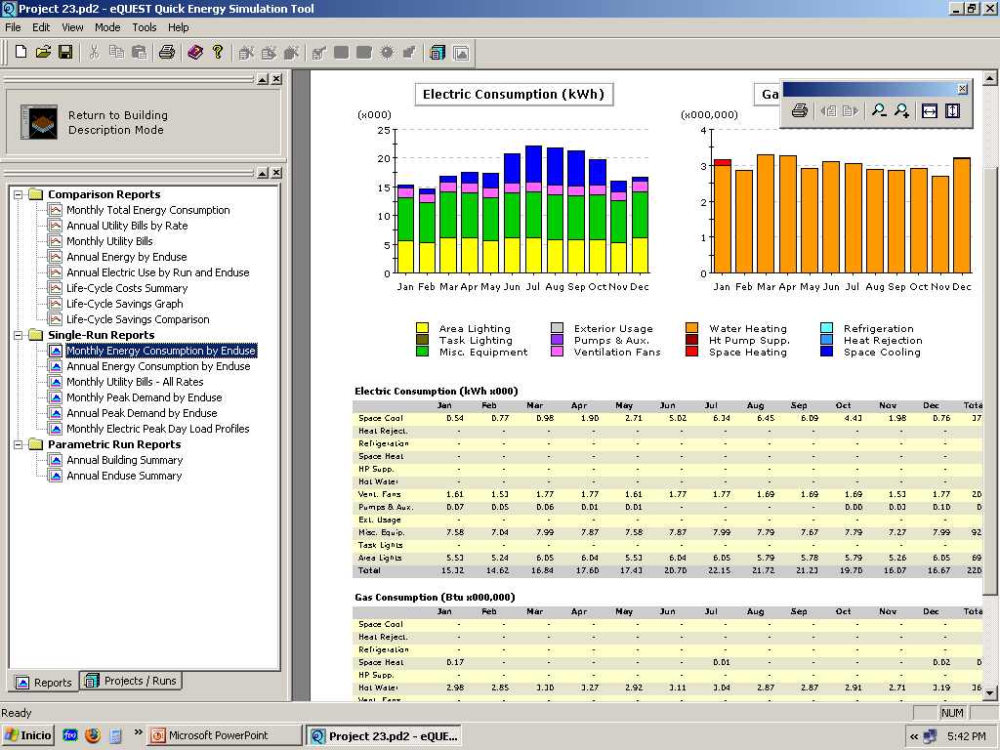 Project 23.pd2 - eQUEST Quick Energy Simulation Tool
File Edit View Mode Tools Help
Return to Building
Description Mode
Comparison Reports
Monthly Total Energy Consumption
Annual Utility Bills by Rate
Monthly Utility Bills
Annual Energy by Enduse
Annual Electric Use by Run and Enduse
Life-Cycle Costs Summary
Life-Cycle Savings Graph
Life-Cycle Savings Comparison
Single-Run Reports
Monthly Energy Consumption by Enduse
Annual Energy Consumption by Enduse
Monthly Utility Bills - All Rates
Monthly Peak Demand by Enduse
Annual Peak Demand by Enduse
Monthly Electric Peak Day Load Profiles
Parametric Run Reports
Annual Building Summary
Annual Enduse Summary
Reports
Projects / Runs
Electric Consumption (kWh)
(x000)
25
20
15
10
5
0
Jan Feb Mar Apr May Jun Jul Aug Sep Oct Nov Dec
Ga
(x000,000)
4
3
2
1
0
Jan Feb Mar Apr May Jun Jul Aug Sep Oct Nov Dec
Area Lighting Exterior Usage Water Heating Refrigeration
Task Lighting Pumps & Aux. Ht Pump Supp. Heat Rejection
Misc. Equipment Ventilation Fans Space Heating Space Cooling
Electric Consumption (kWh x000)
Jan Feb Mar Apr May Jun Jul Aug Sep Oct Nov Dec Tota
Space Cool 0.54 0.77 0.98 1.90 2.71 5.02 6.34 6.45 6.09 4.43 1.98 0.76 37
Heat Reject. - - - - - - - - - - - -
Refrigeration - - - - - - - - - - - -
Space Heat - - - - - - - - - - - -
HP Supp. - - - - - - - - - - - -
Hot Water - - - - - - - - - - - -
Vent. Fans 1.61 1.53 1.77 1.77 1.61 1.77 1.77 1.69 1.69 1.69 1.53 1.77 20
Pumps & Aux. 0.07 0.05 0.06 0.01 0.01 - - - - 0.00 0.03 0.10 0
Ext. Usage - - - - - - - - - - - -
Misc. Equip. 7.58 7.04 7.99 7.87 7.58 7.87 7.99 7.79 7.67 7.79 7.27 7.99 92
Task Lights - - - - - - - - - - - -
Area Lights 5.53 5.24 6.05 6.04 5.53 6.04 6.05 5.79 5.78 5.79 5.26 6.05 69
Total 15.32 14.62 16.84 17.60 17.43 20.70 22.15 21.72 21.23 19.70 16.07 16.67 220
Gas Consumption (Btu x000,000)
Jan Feb Mar Apr May Jun Jul Aug Sep Oct Nov Dec Tota
Space Cool - - - - - - - - - - - -
Heat Reject. - - - - - - - - - - - -
Refrigeration - - - - - - - - - - - -
Space Heat 0.17 - - - - - 0.01 - - - - 0.02 0
HP Supp. - - - - - - - - - - - -
Hot Water 2.98 2.85 3.30 3.27 2.92 3.11 3.04 2.87 2.87 2.91 2.71 3.19 36
Vent. Fans - - - - - - - - - - - -
Ready
NUM
Inicio
Microsoft PowerPoint
Project 23.pd2 - eQUE...
5:42 PM